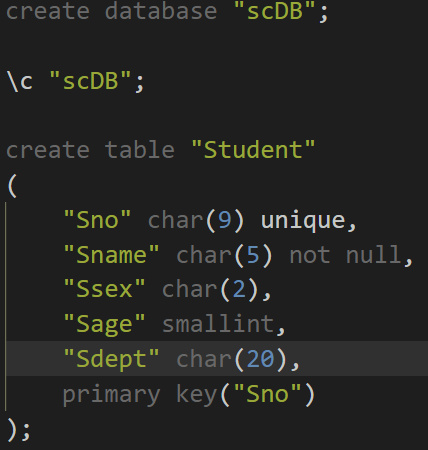 create database "scDB";
\c "scDB";
create table "Student"
(
"Sno" char(9) unique,
"Sname" char(5) not null,
"Ssex" char(2),
"Sage" smallint,
"Sdept" char(20),
primary key("Sno")
);